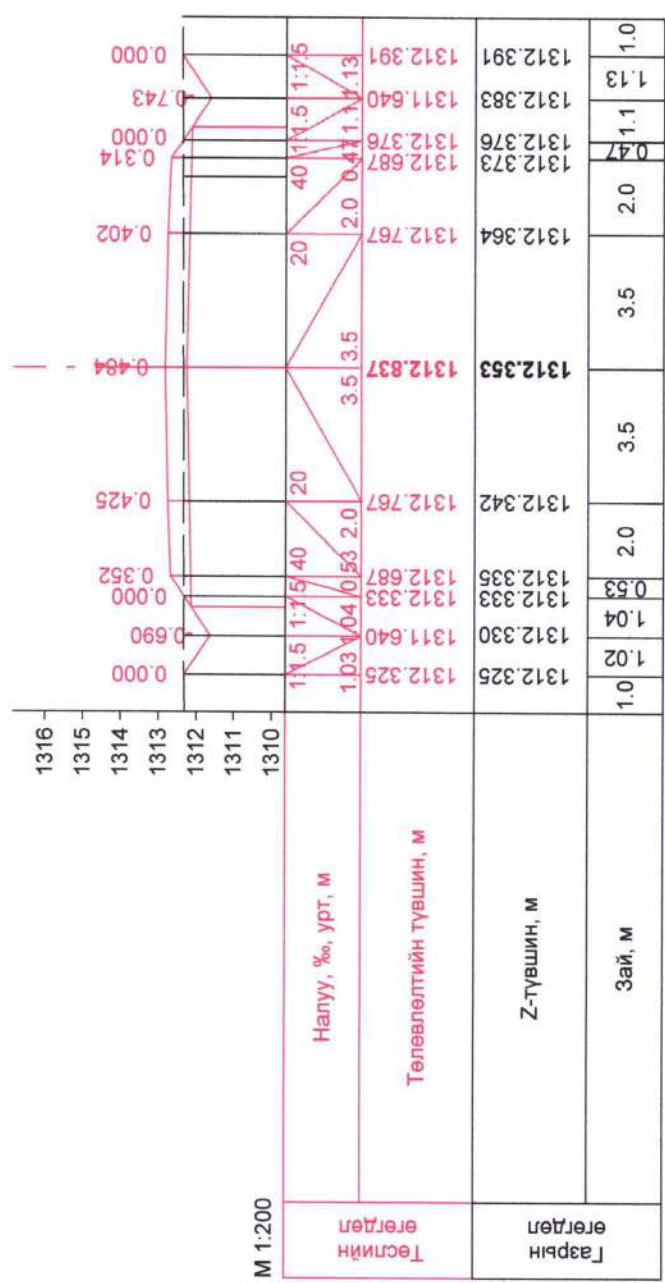 M 1:200
1316
1315
1314
1313
1312
1311
1310
0.000 0.690 0.000 0.352 0.425 0.484 0.402 0.314 0.000 0.743 0.000
Төслийн
өгөгдөл
Налуу, ‰, урт, м
1:1.5 1:1.5 40 20 20 40 1:1.5 1:1.5
1.03 1.04 0.53 2.0 3.5 3.5 2.0 0.47 1.1 1.13
Төлөвлөлтийн түвшин, м
1312.325 1311.640 1312.333 1312.687 1312.767 1312.837 1312.767 1312.687 1312.376 1311.640 1312.391
Газрын
өгөгдөл
Z-түвшин, м
1312.325 1312.330 1312.333 1312.335 1312.342 1312.353 1312.364 1312.373 1312.376 1312.383 1312.391
Зай, м
1.0 1.02 1.04 0.53 2.0 3.5 3.5 2.0 0.47 1.1 1.13 1.0